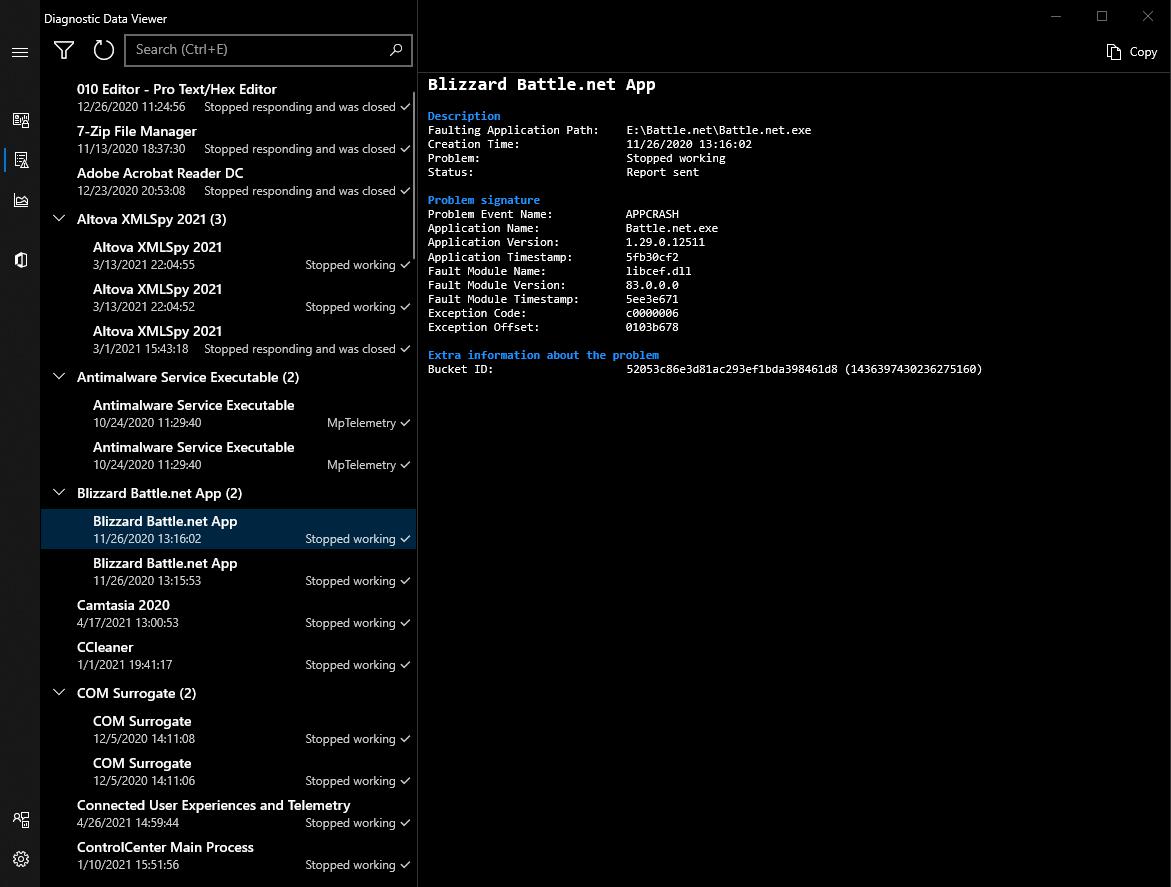 Diagnostic Data Viewer
Search (Ctrl+E)
010 Editor - Pro Text/Hex Editor
12/26/2020 11:24:56 Stopped responding and was closed
7-Zip File Manager
11/13/2020 18:37:30 Stopped responding and was closed
Adobe Acrobat Reader DC
12/23/2020 20:53:08 Stopped responding and was closed
Altova XMLSpy 2021 (3)
Altova XMLSpy 2021
3/13/2021 22:04:55 Stopped working
Altova XMLSpy 2021
3/13/2021 22:04:52 Stopped working
Altova XMLSpy 2021
3/1/2021 15:43:18 Stopped responding and was closed
Antimalware Service Executable (2)
Antimalware Service Executable
10/24/2020 11:29:40 MpTelemetry
Antimalware Service Executable
10/24/2020 11:29:40 MpTelemetry
Blizzard Battle.net App (2)
Blizzard Battle.net App
11/26/2020 13:16:02 Stopped working
Blizzard Battle.net App
11/26/2020 13:15:53 Stopped working
Camtasia 2020
4/17/2021 13:00:53 Stopped working
CCleaner
1/1/2021 19:41:17 Stopped working
COM Surrogate (2)
COM Surrogate
12/5/2020 14:11:08 Stopped working
COM Surrogate
12/5/2020 14:11:06 Stopped working
Connected User Experiences and Telemetry
4/26/2021 14:59:44 Stopped working
ControlCenter Main Process
1/10/2021 15:51:56 Stopped working
Copy
Blizzard Battle.net App
Description
Faulting Application Path: E:\Battle.net\Battle.net.exe
Creation Time: 11/26/2020 13:16:02
Problem: Stopped working
Status: Report sent
Problem signature
Problem Event Name: APPCRASH
Application Name: Battle.net.exe
Application Version: 1.29.0.12511
Application Timestamp: 5fb30cf2
Fault Module Name: libcef.dll
Fault Module Version: 83.0.0.0
Fault Module Timestamp: 5ee3e671
Exception Code: c0000006
Exception Offset: 0103b678
Extra information about the problem
Bucket ID: 52053c86e3d81ac293ef1bda398461d8 (1436397430236275160)